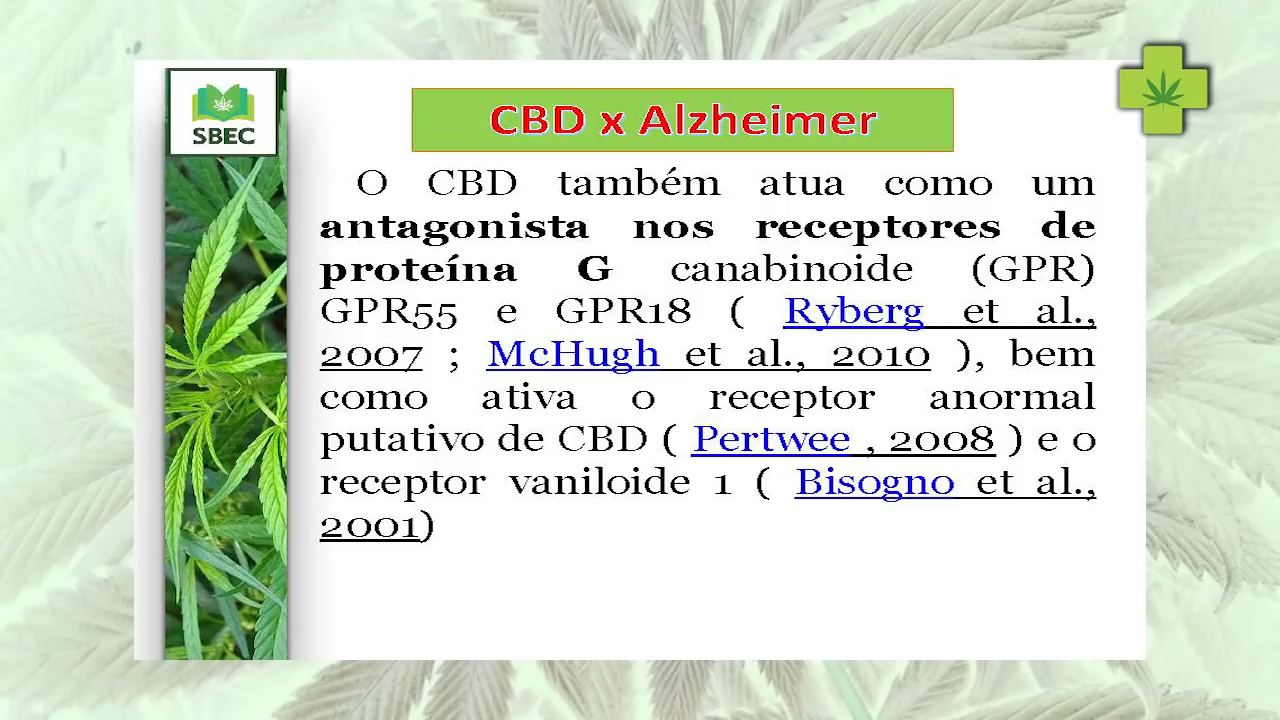 SBEC
CBD x Alzheimer
O CBD também atua como um
antagonista nos receptores de
proteína G canabinoide (GPR)
GPR55 e GPR18 ( Ryberg et al.,
2007 ; McHugh et al., 2010 ), bem
como ativa o receptor anormal
putativo de CBD ( Pertwee , 2008 ) e o
receptor vaniloide 1 ( Bisogno et al.,
2001)